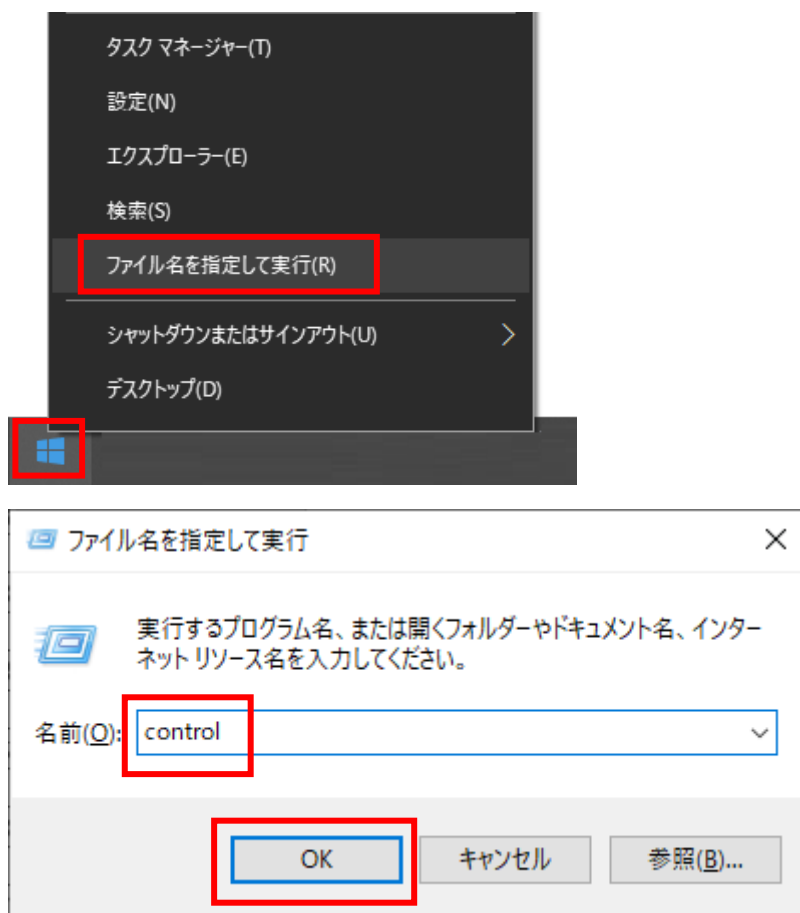 タスク マネージャー(T)
設定(N)
エクスプローラー(E)
検索(S)
ファイル名を指定して実行(R)
シャットダウンまたはサインアウト(U)
デスクトップ(D)
ファイル名を指定して実行
実行するプログラム名、または開くフォルダーやドキュメント名、インター
ネット リソース名を入力してください。
名前(O): control
OK キャンセル 参照(B)...